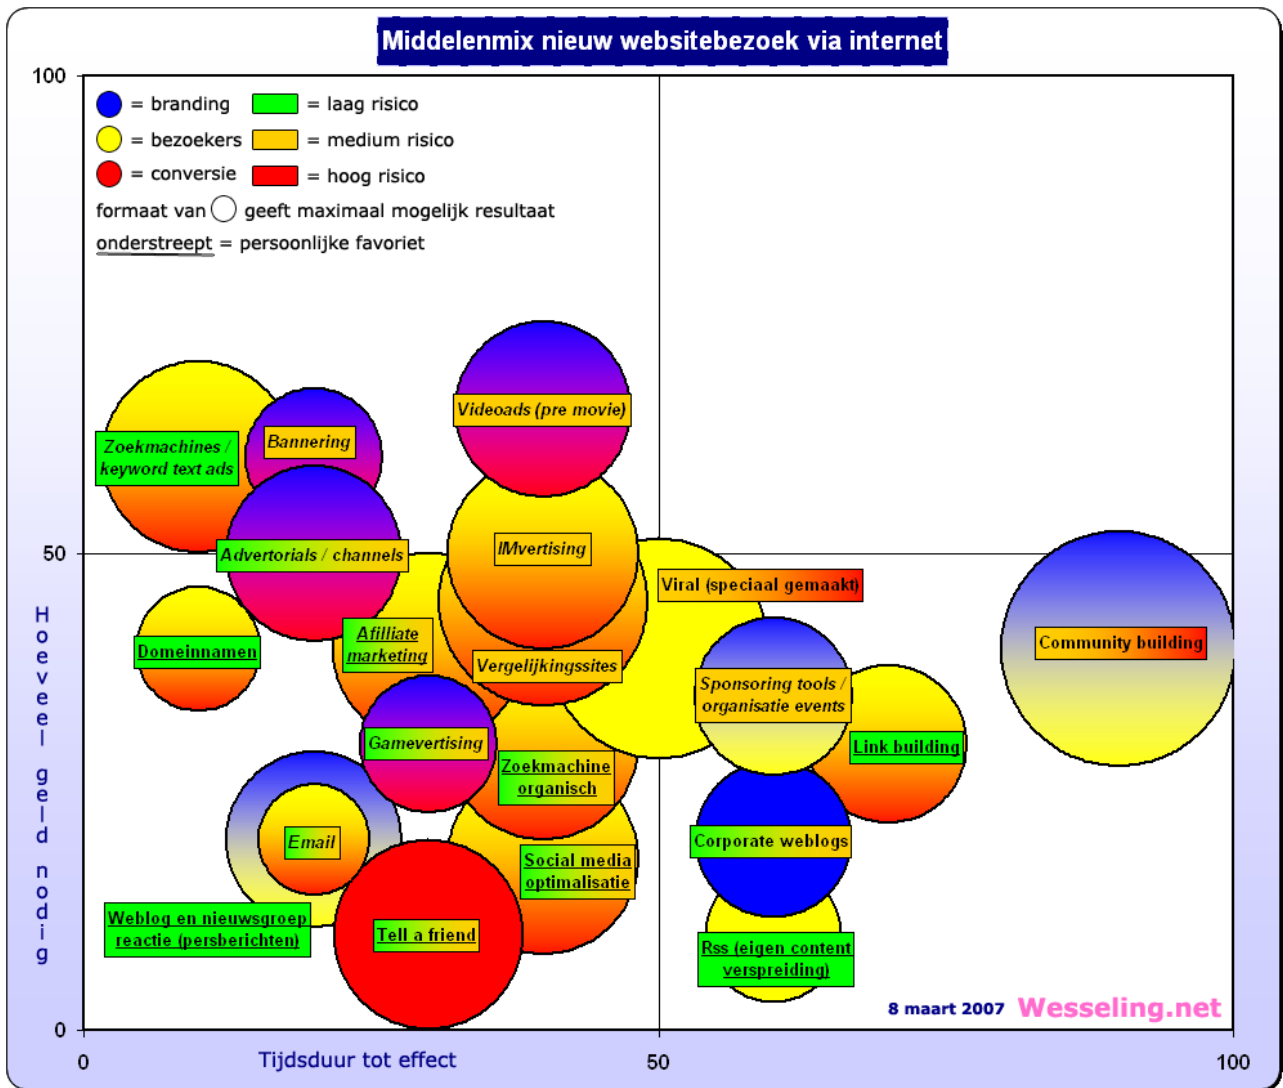 Middelenmix nieuw websitebezoek via internet
100
= branding
= laag risico
= bezoekers
= medium risico
= conversie
= hoog risico
formaat van geeft maximaal mogelijk resultaat
onderstreept = persoonlijke favoriet
Videoads (pre movie)
Bannering
Zoekmachines /
keyword text ads
50
Advertorials / channels
IMvertising
Viral (speciaal gemaakt)
Domeinnamen
Afilliate
marketing
Vergelijkingssites
Community building
Sponsoring tools /
organisatie events
Gamevertising
Link building
Zoekmachine
organisch
Email
Corporate weblogs
Social media
optimalisatie
Weblog en nieuwsgroep
reactie (persberichten)
Tell a friend
Rss (eigen content
verspreiding)
Hoeveel geld nodig
8 maart 2007 Wesseling.net
0
0
Tijdsduur tot effect
50
100